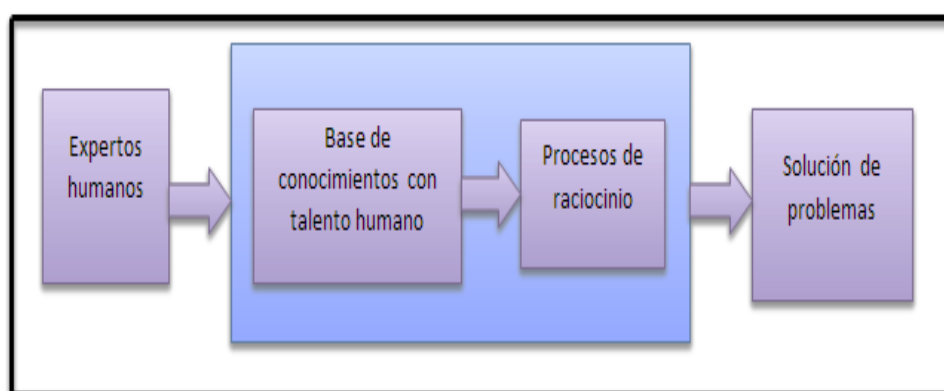 Expertos
humanos
Base de
conocimientos con
talento humano
Procesos de
raciocinio
Solución de
problemas